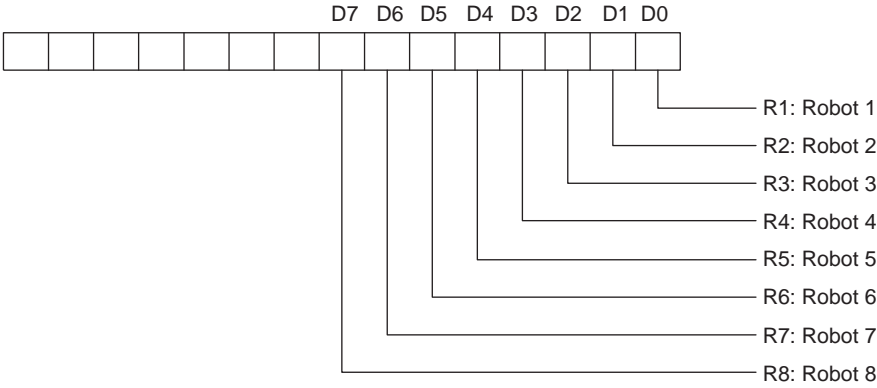 D7 D6 D5 D4 D3 D2 D1 D0
R1: Robot 1
R2: Robot 2
R3: Robot 3
R4: Robot 4
R5: Robot 5
R6: Robot 6
R7: Robot 7
R8: Robot 8